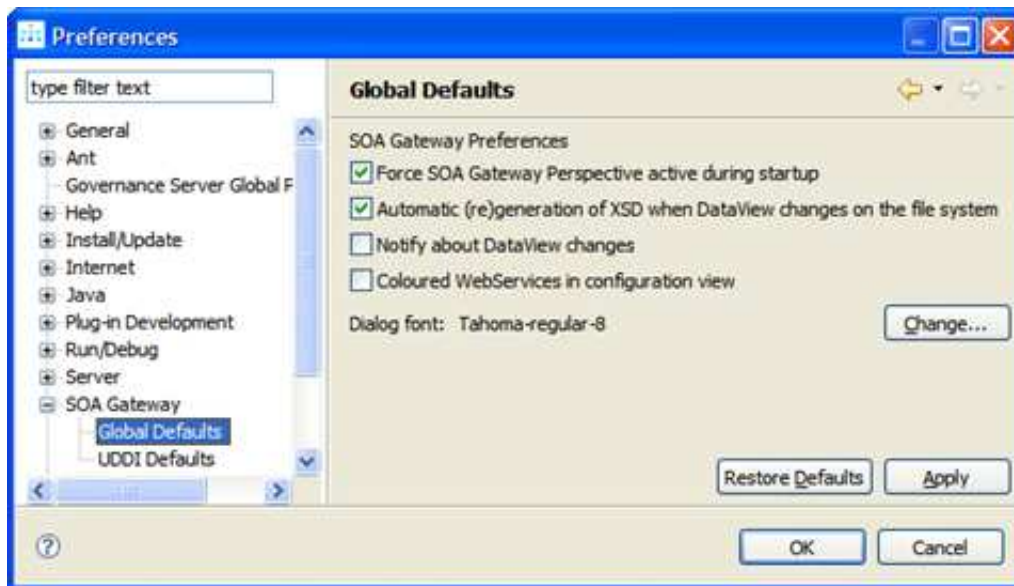 Preferences
type filter text
General
Ant
Governance Server Global F
Help
Install/Update
Internet
Java
Plug-in Development
Run/Debug
Server
SOA Gateway
Global Defaults
UDDI Defaults
Global Defaults
SOA Gateway Preferences
Force SOA Gateway Perspective active during startup
Automatic (re)generation of XSD when DataView changes on the file system
Notify about DataView changes
Coloured WebServices in configuration view
Dialog font: Tahoma-regular-8
Change...
Restore Defaults
Apply
OK
Cancel